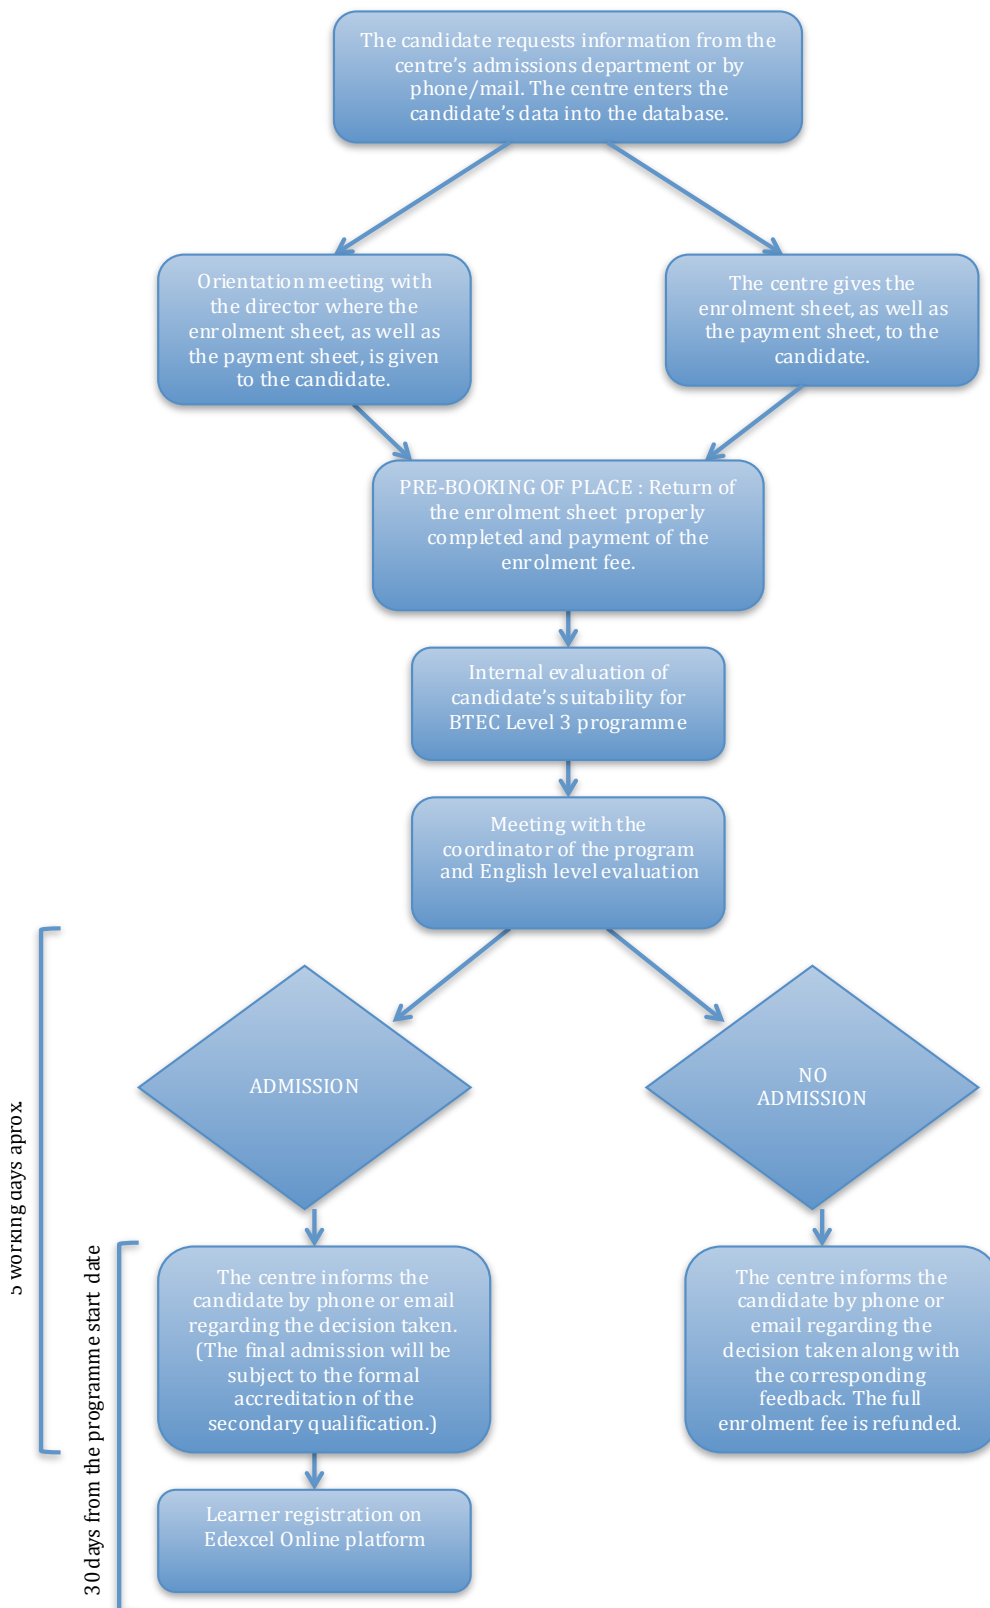 The candidate requests information from the
centre's admissions department or by
phone/mail. The centre enters the
candidate's data into the database.
Orientation meeting with
the director where the
enrolment sheet, as well as
the payment sheet, is given
to the candidate.
The centre gives the
enrolment sheet, as well as
the payment sheet, to the
candidate.
PRE-BOOKING OF PLACE : Return of
the enrolment sheet properly
completed and payment of the
enrolment fee.
Internal evaluation of
candidate's suitability for
BTEC Level 3 programme
Meeting with the
coordinator of the program
and English level evaluation
ADMISSION
NO
ADMISSION
5 working days aprox.
30 days from the programme start date
The centre informs the
candidate by phone or email
regarding the decision taken.
(The final admission will be
subject to the formal
accreditation of the
secondary qualification.)
The centre informs the
candidate by phone or
email regarding the
decision taken along with
the corresponding
feedback. The full
enrolment fee is refunded.
Learner registration on
Edexcel Online platform